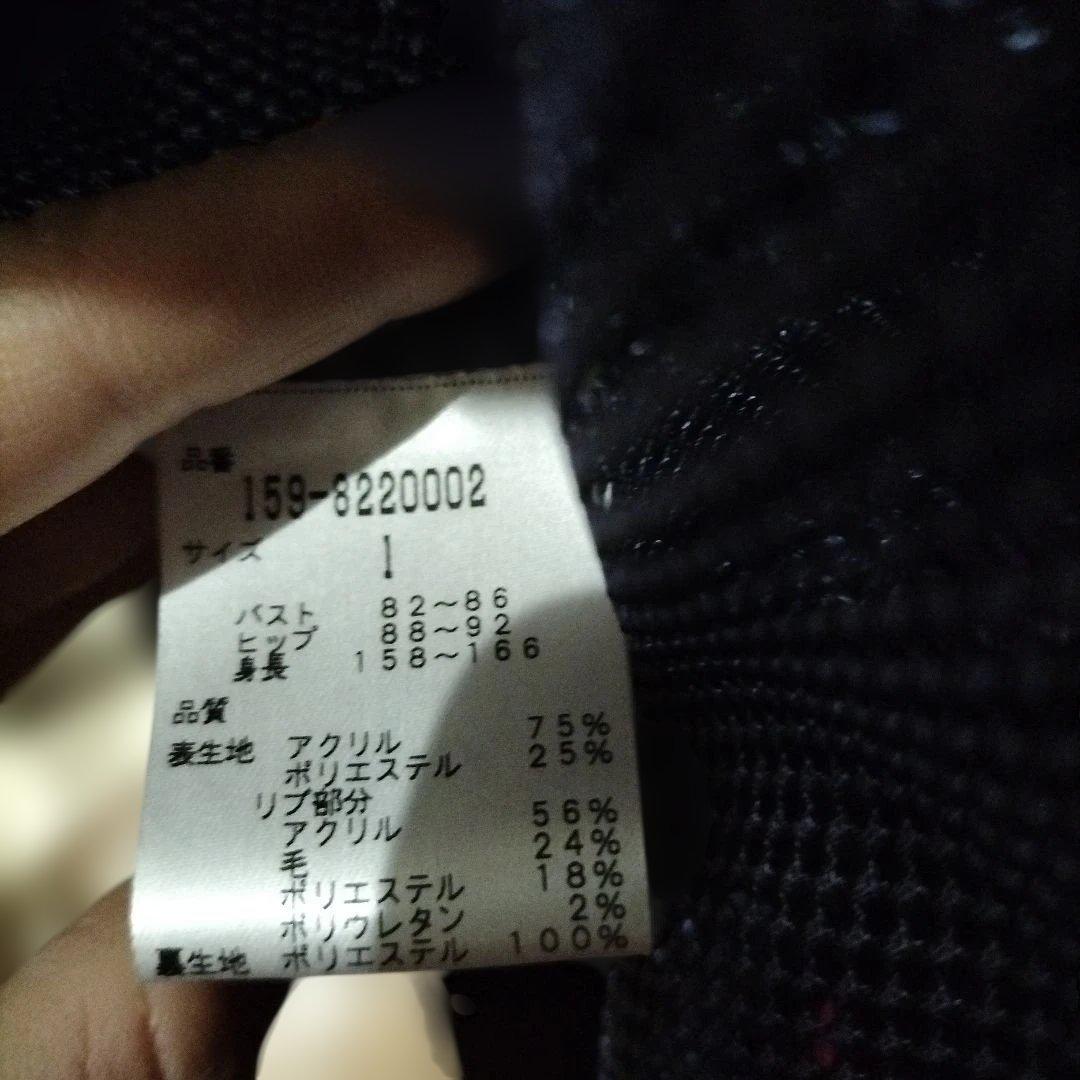 品番
159-8220002
サイズ 1
バスト 82～86
ヒップ 88～92
身長 158～166
品質
表生地 アクリル 75%
ポリエステル 25%
リブ部分
アクリル 56%
毛 24%
ポリエステル 18%
ポリウレタン 2%
裏生地 ポリエステル 100%